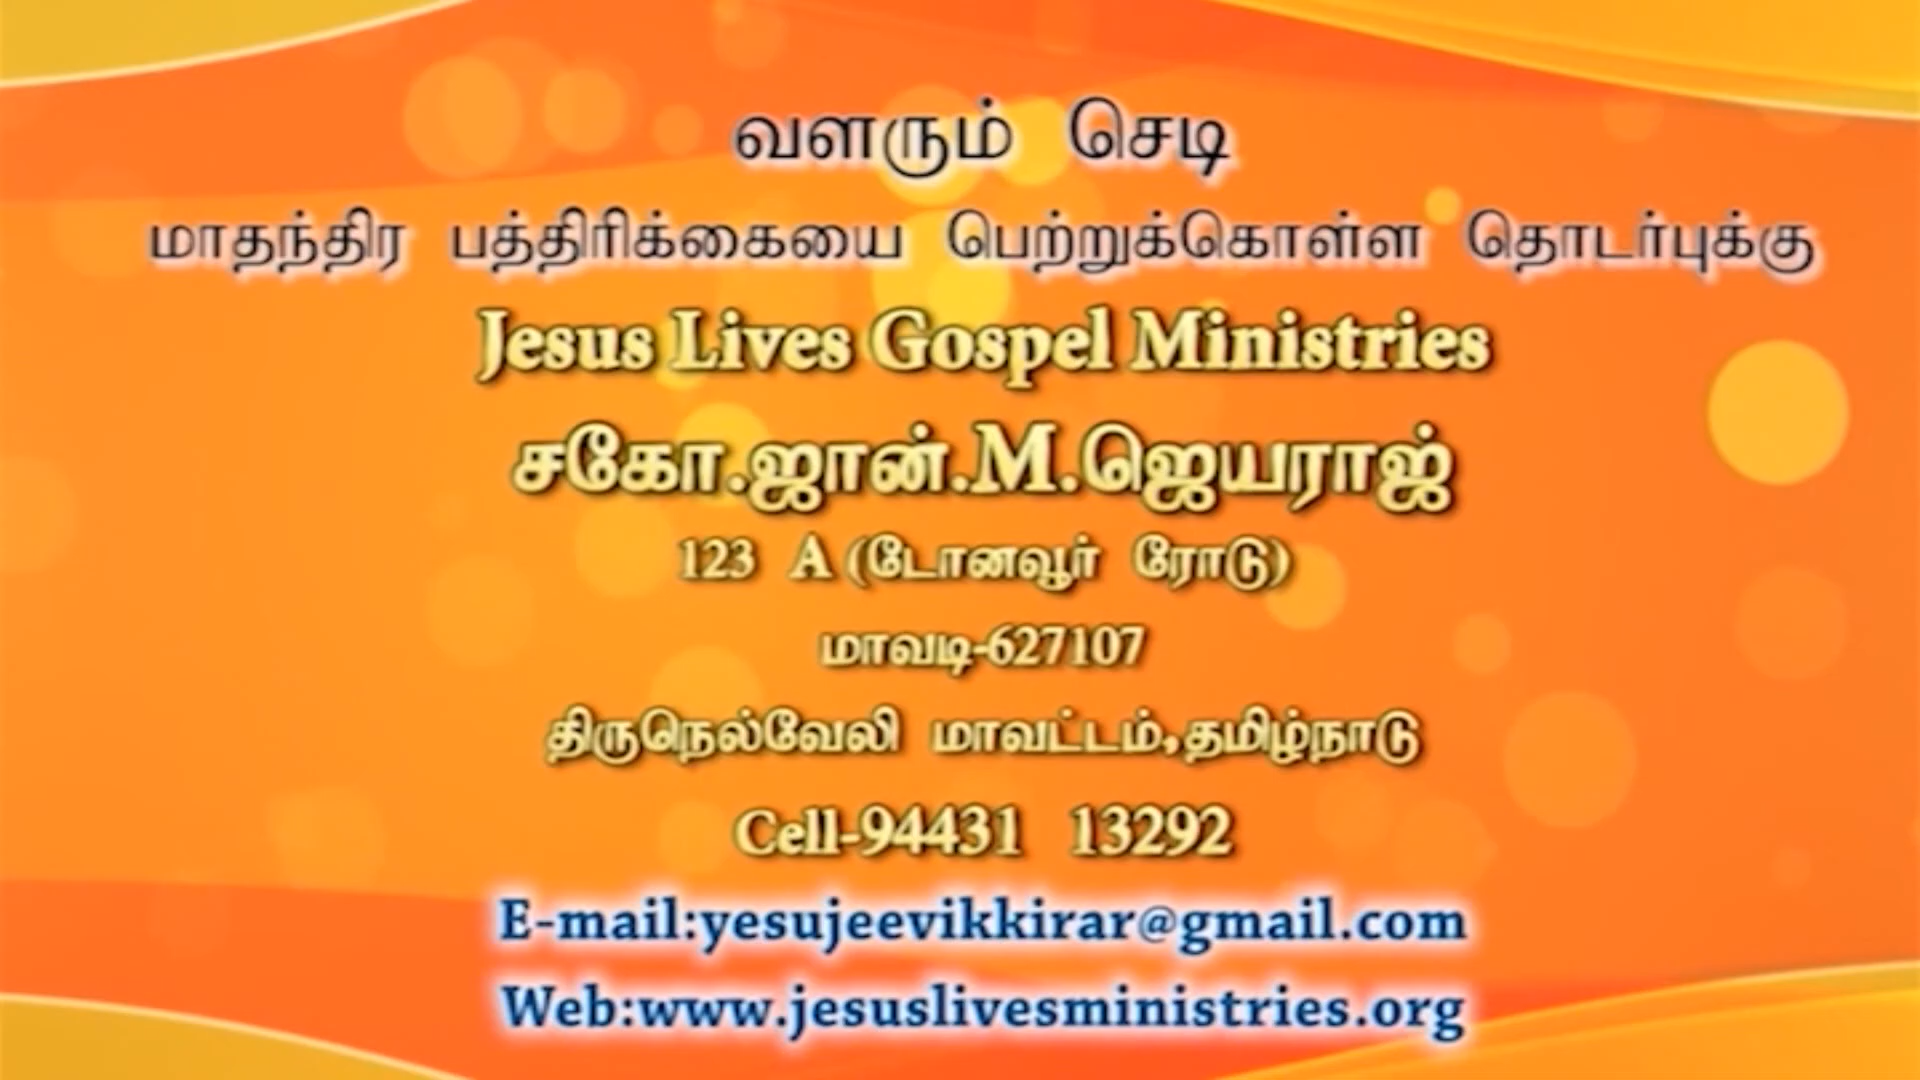 வளரும் செடி
மாதந்திர பத்திரிக்கையை பெற்றுக்கொள்ள தொடர்புக்கு
Jesus Lives Gospel Ministries
சகோ.ஜான்.M.ஜெயராஜ்
123 A (டோனவூர் ரோடு)
மாவடி-627107
திருநெல்வேலி மாவட்டம்,தமிழ்நாடு
Cell-94431 13292
E-mail:yesujeevikkirar@gmail.com
Web:www.jesuslivesministries.org